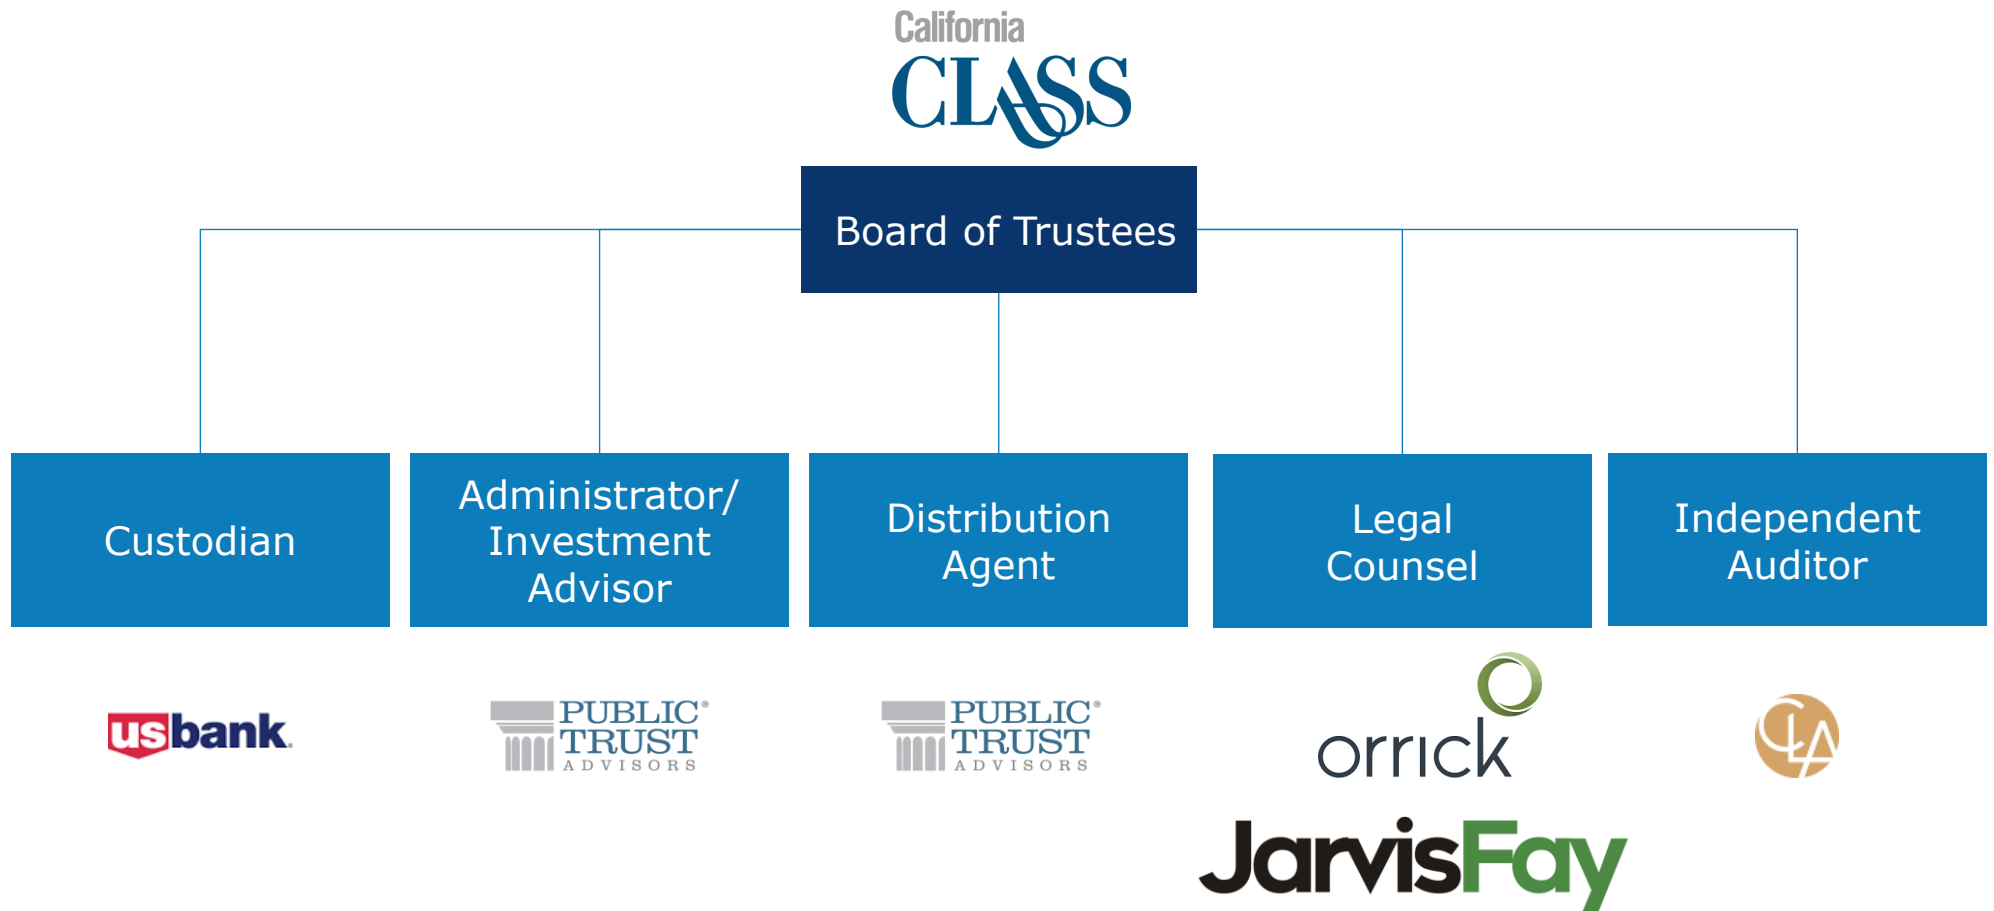 California
CLASS
Board of Trustees
Custodian
Administrator/
Investment
Advisor
Distribution
Agent
Legal
Counsel
Independent
Auditor
usbank.
PUBLIC®
TRUST
ADVISORS
PUBLIC®
TRUST
ADVISORS
orrick
CLA
JarvisFay